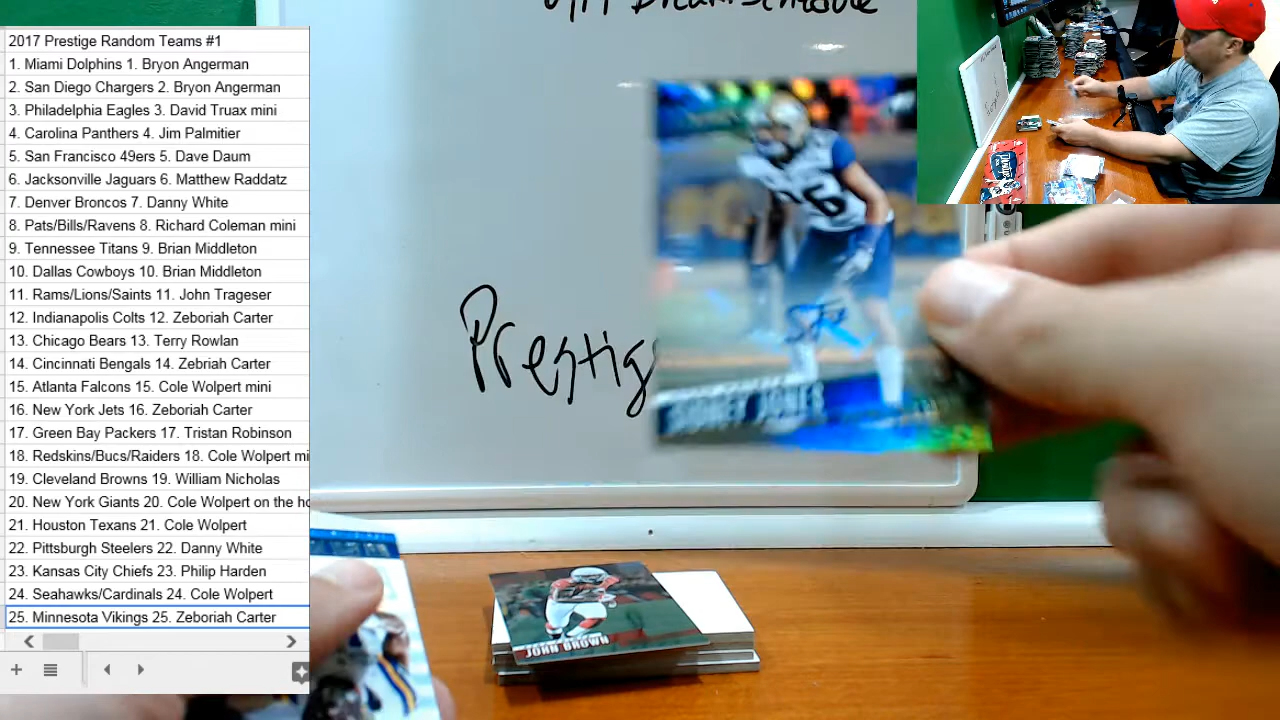 2017 Prestige Random Teams #1
1. Miami Dolphins 1. Bryon Angerman
2. San Diego Chargers 2. Bryon Angerman
3. Philadelphia Eagles 3. David Truax mini
4. Carolina Panthers 4. Jim Palmitier
5. San Francisco 49ers 5. Dave Daum
6. Jacksonville Jaguars 6. Matthew Raddatz
7. Denver Broncos 7. Danny White
8. Pats/Bills/Ravens 8. Richard Coleman mini
9. Tennessee Titans 9. Brian Middleton
10. Dallas Cowboys 10. Brian Middleton
11. Rams/Lions/Saints 11. John Trageser
12. Indianapolis Colts 12. Zeboriah Carter
13. Chicago Bears 13. Terry Rowlan
14. Cincinnati Bengals 14. Zebriah Carter
15. Atlanta Falcons 15. Cole Wolpert mini
16. New York Jets 16. Zeboriah Carter
17. Green Bay Packers 17. Tristan Robinson
18. Redskins/Bucs/Raiders 18. Cole Wolpert mi
19. Cleveland Browns 19. William Nicholas
20. New York Giants 20. Cole Wolpert on the ho
21. Houston Texans 21. Cole Wolpert
22. Pittsburgh Steelers 22. Danny White
23. Kansas City Chiefs 23. Philip Harden
24. Seahawks/Cardinals 24. Cole Wolpert
25. Minnesota Vikings 25. Zeboriah Carter
Prestig
SIDNEY JONES
JOHN BROWN